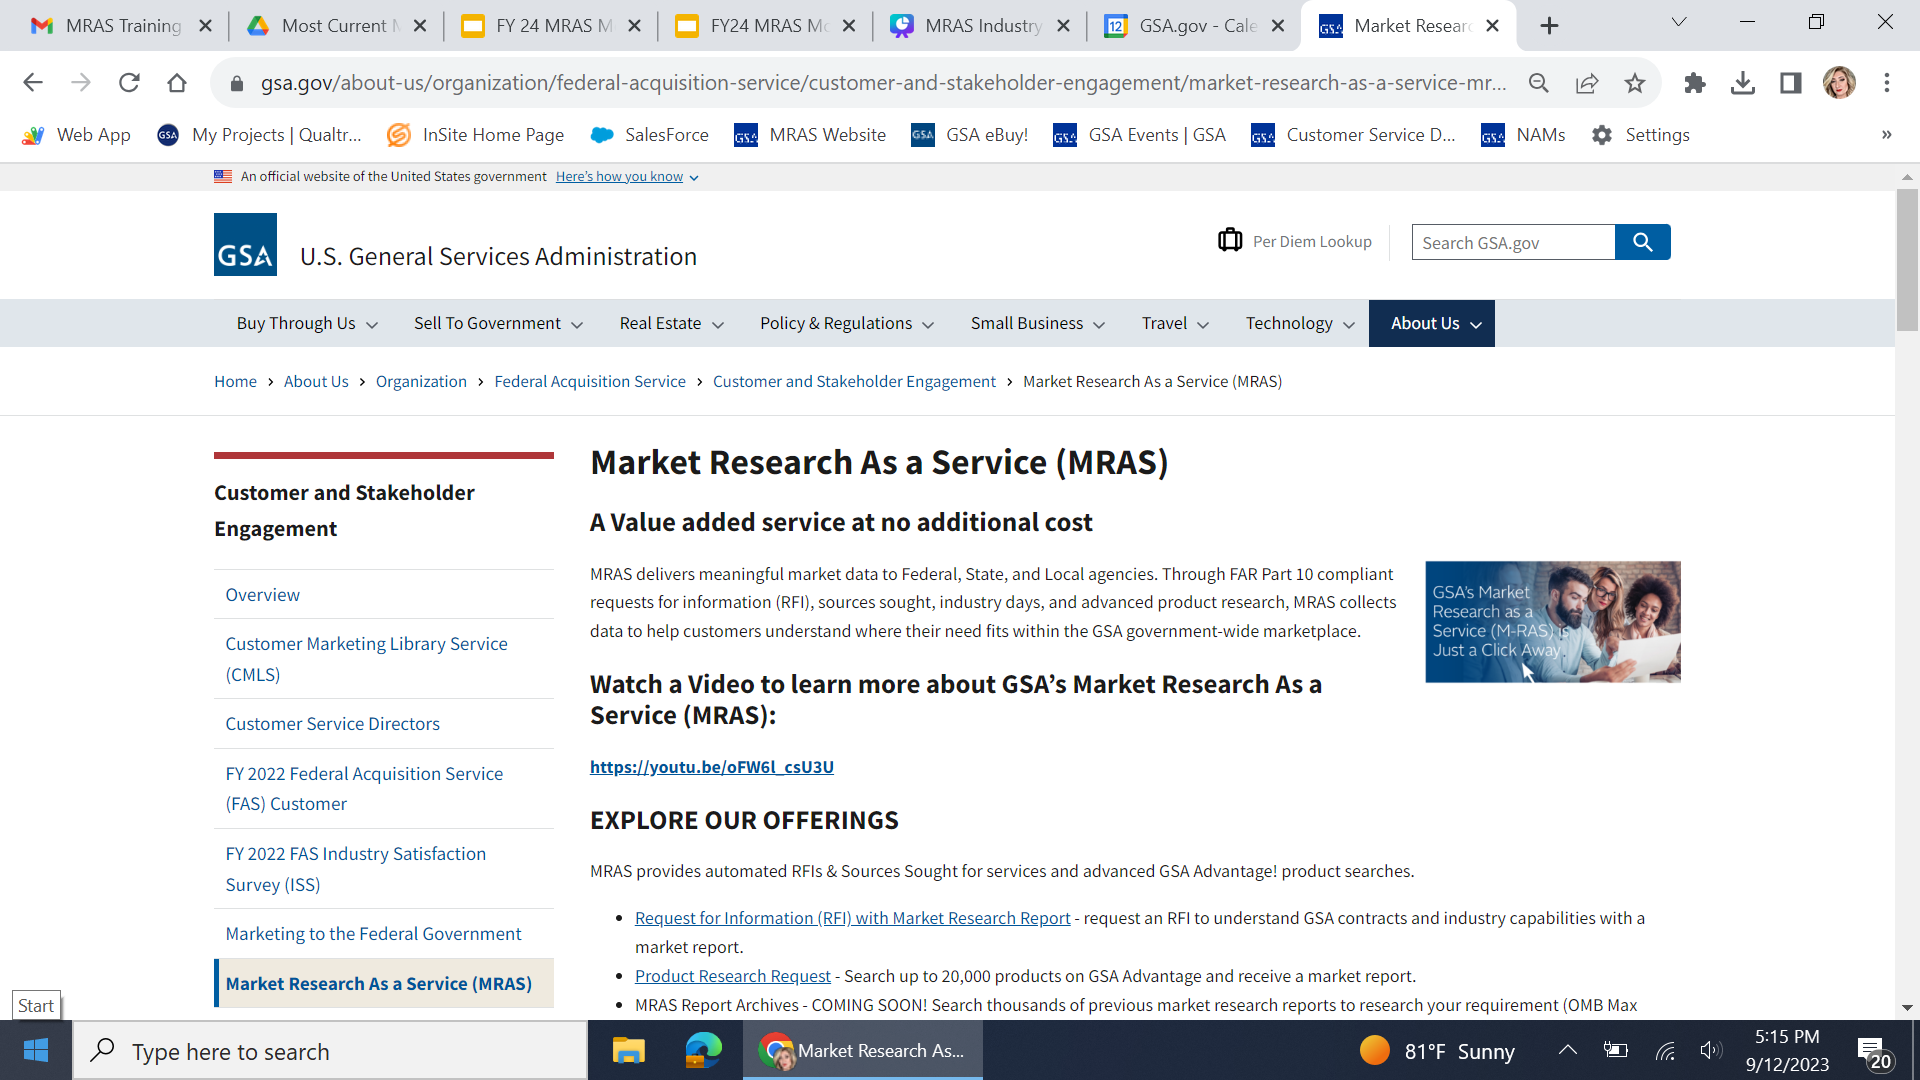 MRAS Training
Most Current
FY 24 MRAS M
FY24 MRAS Mo
MRAS Industry
GSA.gov - Cale
Market Researc
gsa.gov/about-us/organization/federal-acquisition-service/customer-and-stakeholder-engagement/market-research-as-a-service-mr...
Web App
My Projects | Qualtr...
InSite Home Page
SalesForce
GSA MRAS Website
GSA GSA eBuy!
GSA GSA Events | GSA
GSA Customer Service D...
GSA NAMs
Settings
»
An official website of the United States government Here's how you know
GSA
U.S. General Services Administration
Per Diem Lookup
Search GSA.gov
Buy Through Us
Sell To Government
Real Estate
Policy & Regulations
Small Business
Travel
Technology
About Us
Home › About Us › Organization › Federal Acquisition Service › Customer and Stakeholder Engagement › Market Research As a Service (MRAS)
Customer and Stakeholder
Engagement
Overview
Customer Marketing Library Service
(CMLS)
Customer Service Directors
FY 2022 Federal Acquisition Service
(FAS) Customer
FY 2022 FAS Industry Satisfaction
Survey (ISS)
Marketing to the Federal Government
Market Research As a Service (MRAS)
Market Research As a Service (MRAS)
A Value added service at no additional cost
MRAS delivers meaningful market data to Federal, State, and Local agencies. Through FAR Part 10 compliant
requests for information (RFI), sources sought, industry days, and advanced product research, MRAS collects
data to help customers understand where their need fits within the GSA government-wide marketplace.
GSA's Market
Research as a
Service (M-RAS) is
Just a Click Away
Watch a Video to learn more about GSA's Market Research As a
Service (MRAS):
https://youtu.be/oFW6l_csU3U
EXPLORE OUR OFFERINGS
MRAS provides automated RFIs & Sources Sought for services and advanced GSA Advantage! product searches.
• Request for Information (RFI) with Market Research Report - request an RFI to understand GSA contracts and industry capabilities with a
market report.
• Product Research Request - Search up to 20,000 products on GSA Advantage and receive a market report.
• MRAS Report Archives - COMING SOON! Search thousands of previous market research reports to research your requirement (OMB Max
Start
Type here to search
Market Research As...
81°F Sunny
5:15 PM
9/12/2023
20